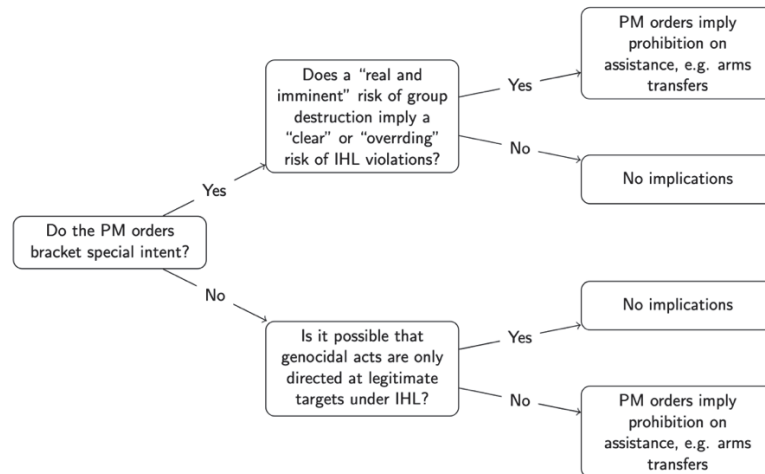 PM orders imply
prohibition on
assistance, e.g. arms
transfers
Does a “real and
imminent” risk of group
destruction imply a
“clear” or “overrding”
risk of IHL violations?
Yes
No
No implications
Yes
Do the PM orders
bracket special intent?
No
Is it possible that
genocidal acts are only
directed at legitimate
targets under IHL?
Yes
No
No implications
PM orders imply
prohibition on
assistance, e.g. arms
transfers